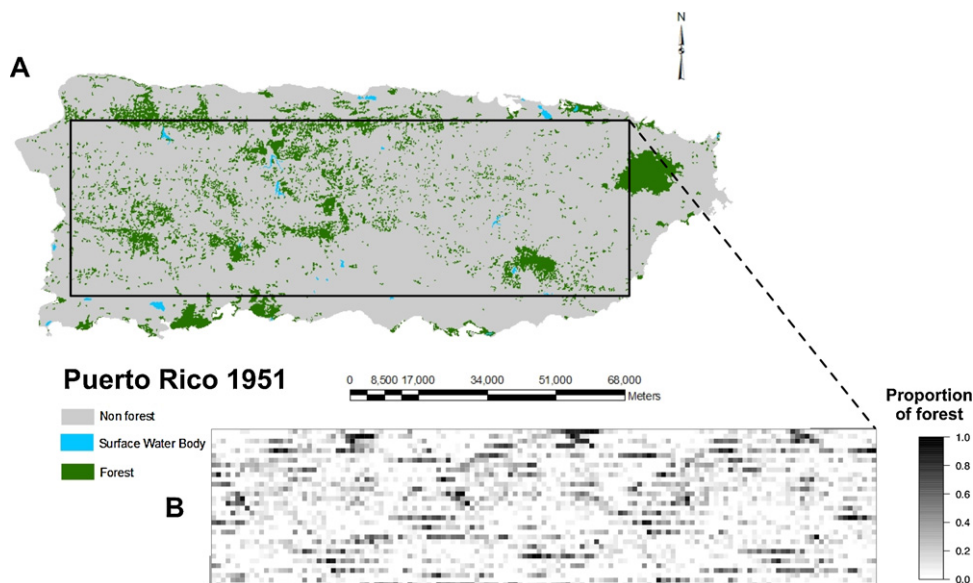 N
A
Puerto Rico 1951
0 8,500 17,000 34,000 51,000 68,000
Meters
Non forest
Surface Water Body
Forest
Proportion
of forest
1.0
0.8
0.6
0.4
0.2
0.0
B